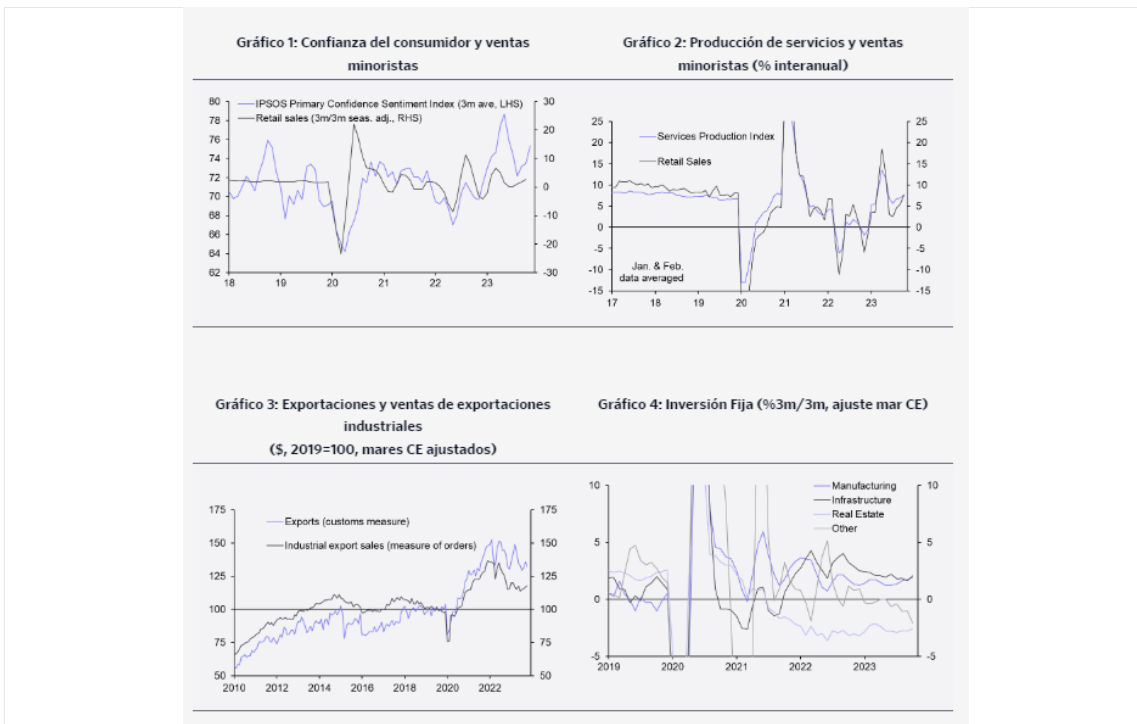 Gráfico 1: Confianza del consumidor y ventas
minoristas
80
78
76
74
72
70
68
66
64
62
IPSOS Primary Confidence Sentiment Index (3m ave, LHS)
Retail sales (3m/3m seas. adj., RHS)
30
20
10
0
-10
-20
-30
18 19 20 21 22 23
Gráfico 2: Producción de servicios y ventas
minoristas (% interanual)
25
20
15
10
5
0
-5
-10
-15
Services Production Index
Retail Sales
Jan. & Feb.
data averaged
25
20
15
10
5
0
-5
-10
-15
17 18 19 20 21 22 23
Gráfico 3: Exportaciones y ventas de exportaciones
industriales
($, 2019=100, mares CE ajustados)
175
150
125
100
75
50
Exports (customs measure)
Industrial export sales (measure of orders)
175
150
125
100
75
50
2010 2012 2014 2016 2018 2020 2022
Gráfico 4: Inversión Fija (%3m/3m, ajuste mar CE)
10
5
0
-5
Manufacturing
Infrastructure
Real Estate
Other
10
5
0
-5
2019 2020 2021 2022 2023